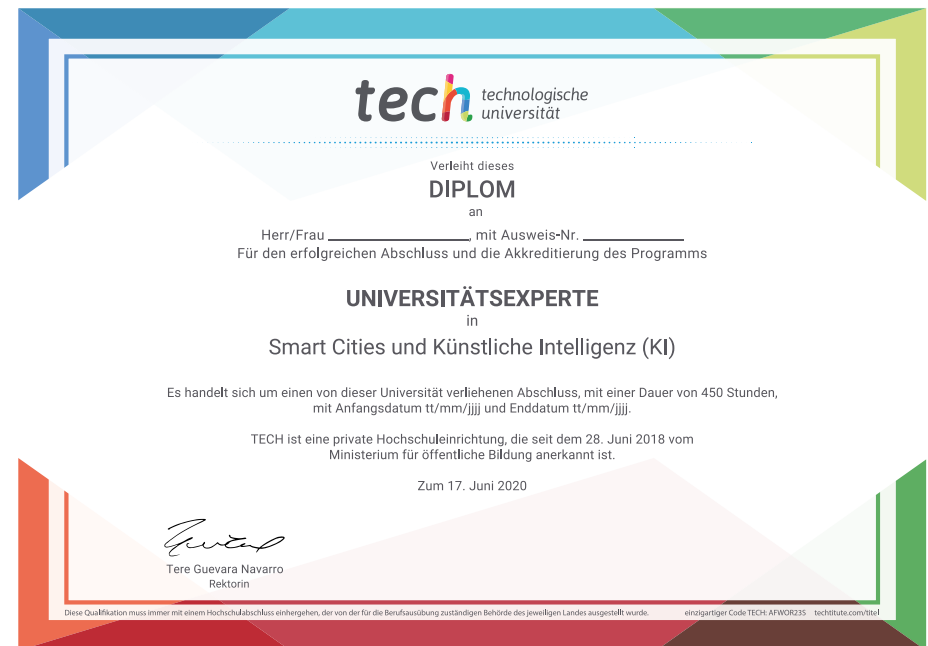 tech technologische
universität
Verleiht dieses
DIPLOM
an
Herr/Frau ____________, mit Ausweis-Nr. ____________
Für den erfolgreichen Abschluss und die Akkreditierung des Programms
UNIVERSITÄTSEXPERTE
in
Smart Cities und Künstliche Intelligenz (KI)
Es handelt sich um einen von dieser Universität verliehenen Abschluss, mit einer Dauer von 450 Stunden,
mit Anfangsdatum tt/mm/jjjj und Enddatum tt/mm/jjjj.
TECH ist eine private Hochschuleinrichtung, die seit dem 28. Juni 2018 vom
Ministerium für öffentliche Bildung anerkannt ist.
Zum 17. Juni 2020
Tere Guevara Navarro
Rektorin
Diese Qualifikation muss immer mit einem Hochschulabschluss einhergehen, der von der für die Berufsausübung zuständigen Behörde des jeweiligen Landes ausgestellt wurde. einzigartiger Code TECH: AFWOR23S techtitute.com/titel